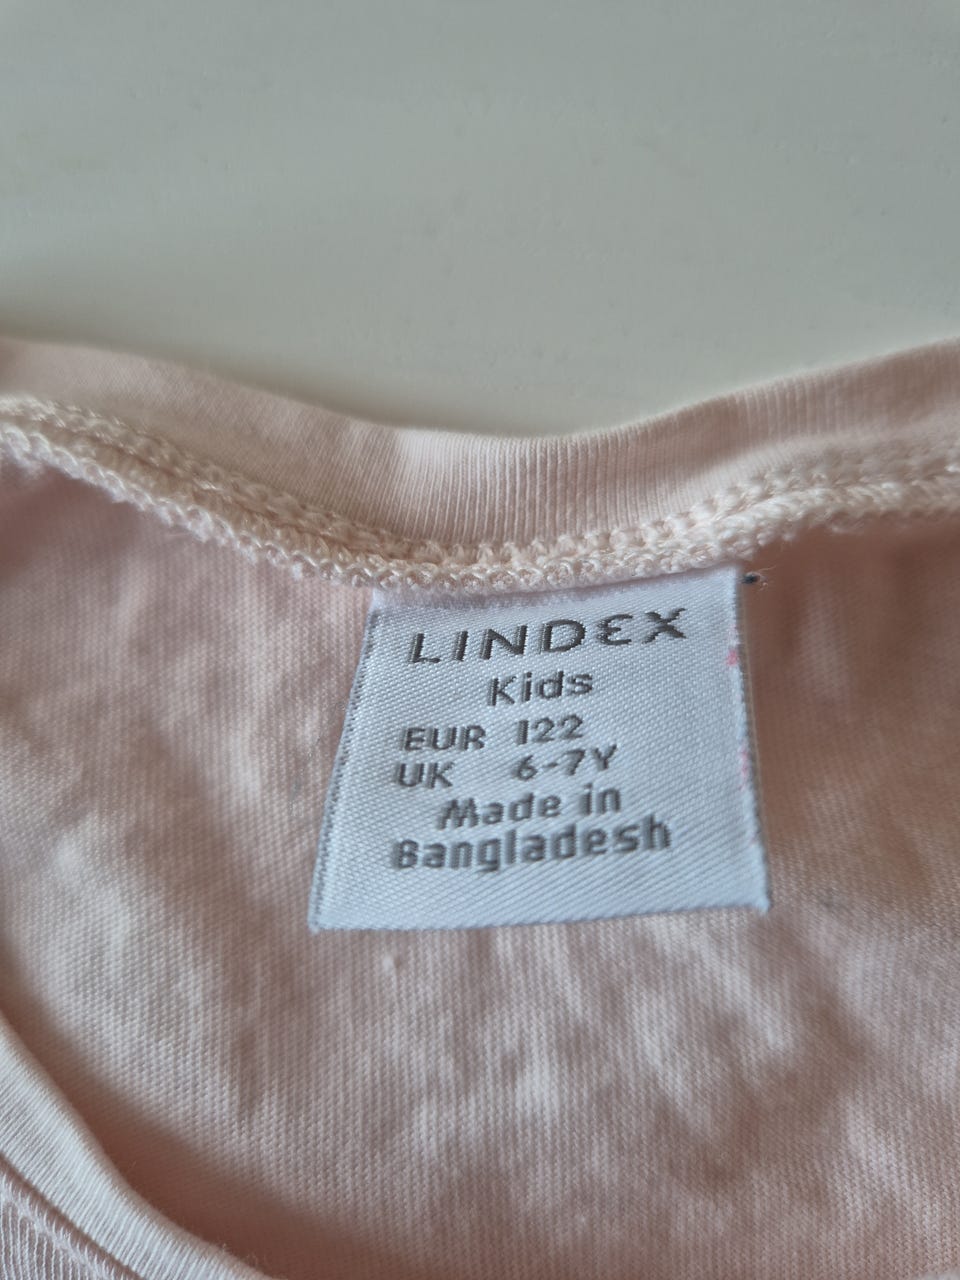 LINDEX
Kids
EUR 122
UK 6-7Y
Made in
Bangladesh